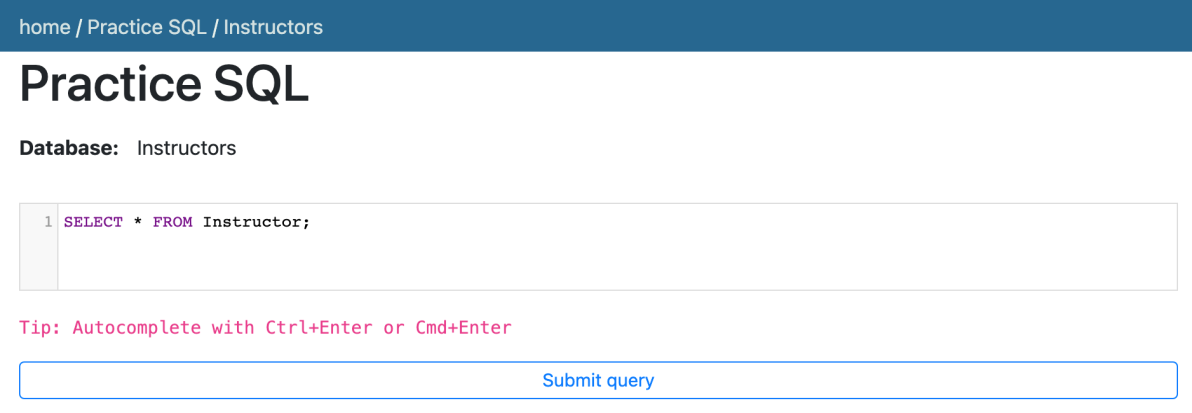 home / Practice SQL / Instructors
Practice SQL
Database: Instructors
1 SELECT * FROM Instructor;
Tip: Autocomplete with Ctrl+Enter or Cmd+Enter
Submit query